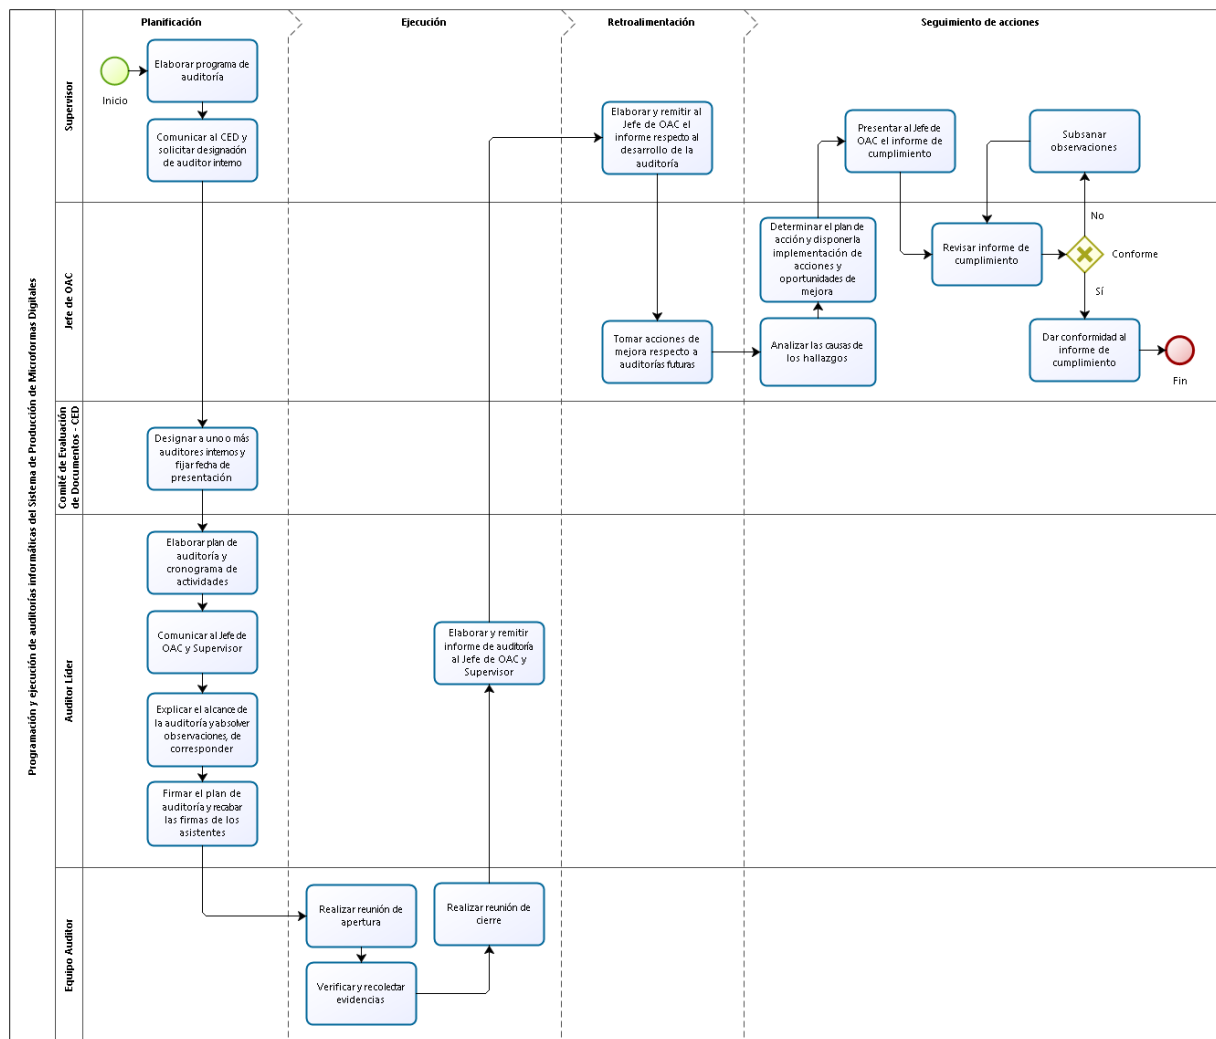 Planificación
Ejecución
Retroalimentación
Seguimiento de acciones
Programación y ejecución de auditorías informáticas del Sistema de Producción de Microformas Digitales
Supervisor
Inicio
Elaborar programa de
auditoría
Comunicar al CED y
solicitar designación
de auditor interno
Elaborar y remitir al
Jefe de OAC el
informe respecto al
desarrollo de la
auditoría
Presentar al Jefe de
OAC el informe de
cumplimiento
Subsanar
observaciones
Jefe de OAC
Determinar el plan de
acción y disponer la
implementación de
acciones y
oportunidades de
mejora
Revisar informe de
cumplimiento
No
Conforme
Sí
Tomar acciones de
mejora respecto a
auditorías futuras
Analizar las causas de
los hallazgos
Dar conformidad al
informe de
cumplimiento
Fin
Comité de Evaluación
de Documentos - CED
Designar a uno o más
auditores internos y
fijar fecha de
presentación
Auditor Líder
Elaborar plan de
auditoría y
cronograma de
actividades
Comunicar al Jefe de
OAC y Supervisor
Explicar el alcance de
la auditoría y absolver
observaciones, de
corresponder
Firmar el plan de
auditoría y recabar
las firmas de los
asistentes
Elaborar y remitir
informe de auditoría
al Jefe de OAC y
Supervisor
Equipo Auditor
Realizar reunión de
apertura
Verificar y recolectar
evidencias
Realizar reunión de
cierre